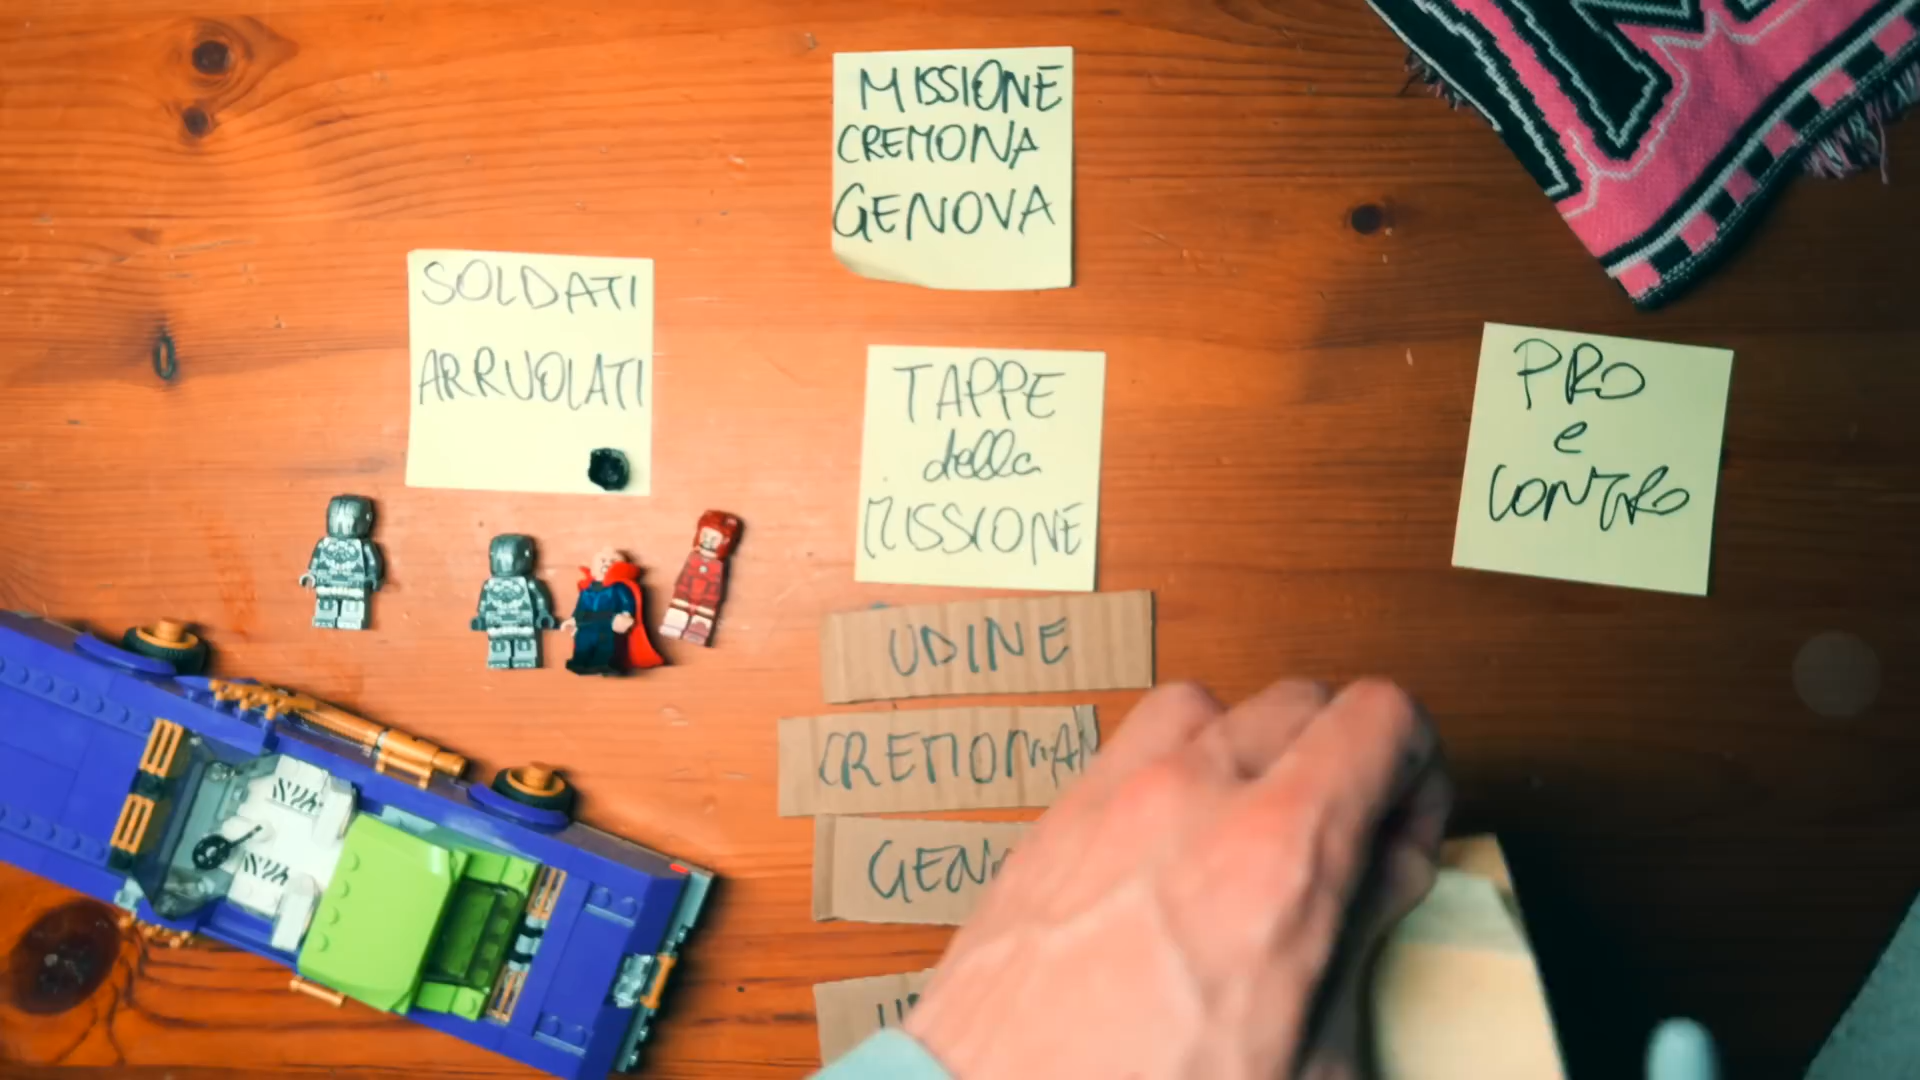 MISSIONE
CREMONA
GENOVA
SOLDATI
ARRUOLATI
TAPPE
della
MISSIONE
PRO
e
CONTRO
UDINE